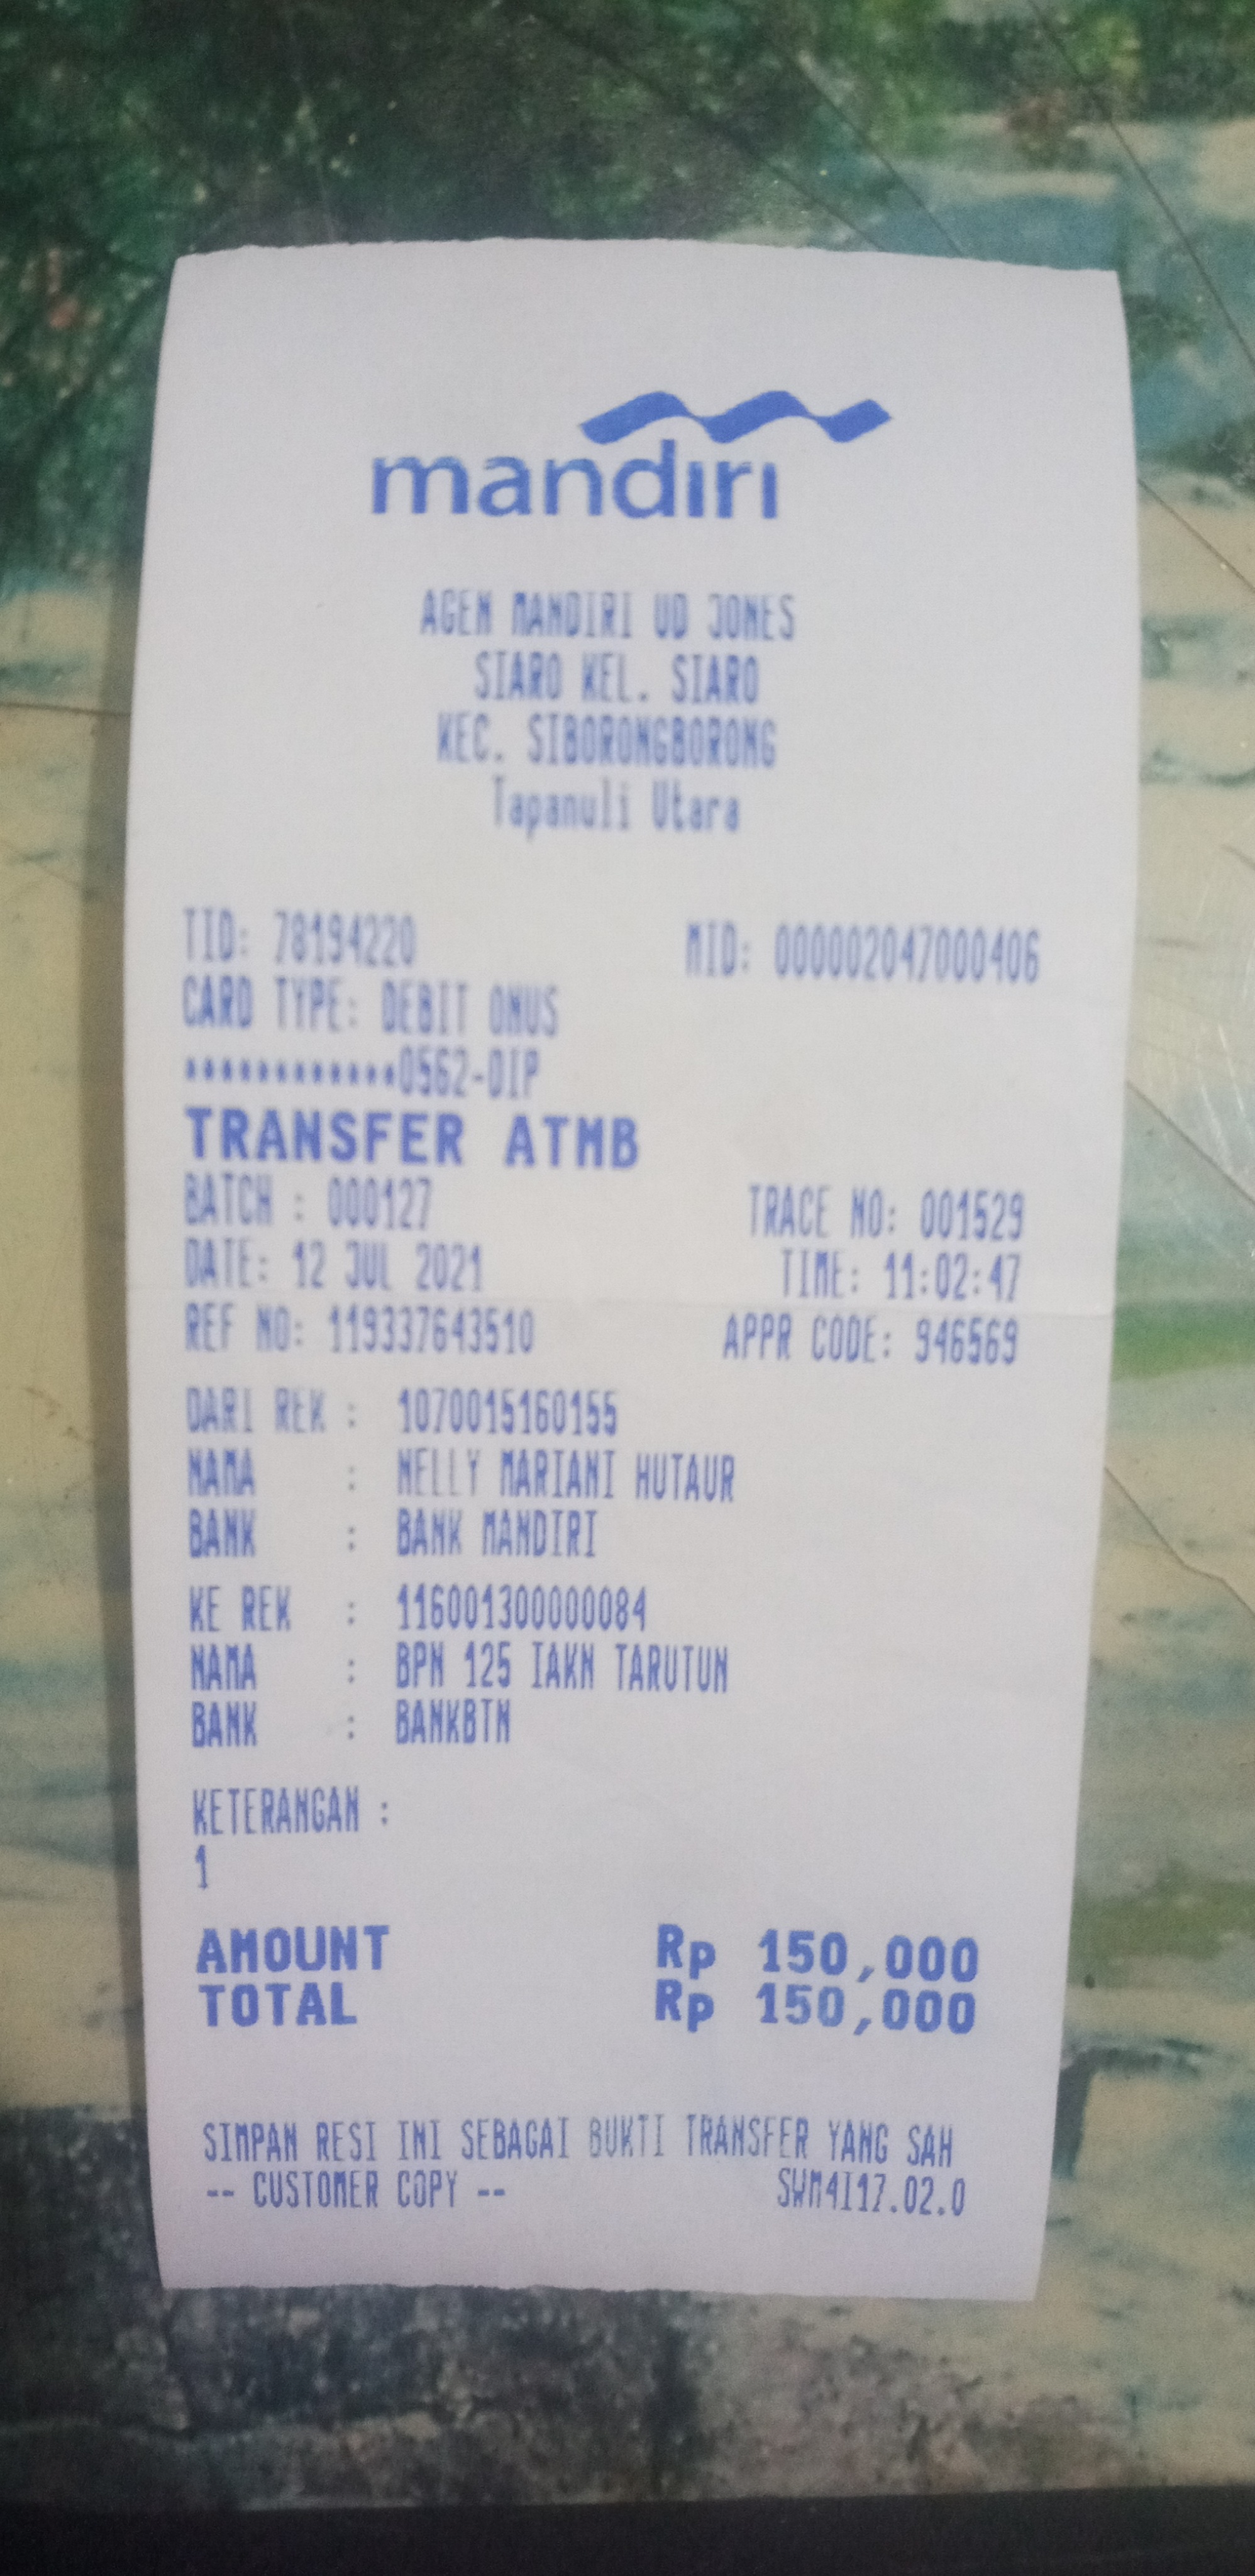 mandiri
AGEN MANDIRI UD JONES
SIARO KEL. SIARO
KEC. SIBORONGBORONG
Tapanuli Utara
TID: 78194220 MID: 000002047000406
CARD TYPE: DEBIT ONUS
************0562-DIP
TRANSFER ATMB
BATCH : 000127 TRACE NO: 001529
DATE: 12 JUL 2021 TIME: 11:02:47
REF NO: 119337643510 APPR CODE: 946569
DARI REK : 1070015160155
NAMA : NELLY MARIANI HUTAUR
BANK : BANK MANDIRI
KE REK : 116001300000084
NAMA : BPN 125 IAKN TARUTUN
BANK : BANKBTN
KETERANGAN :
1
AMOUNT Rp 150,000
TOTAL Rp 150,000
SIMPAN RESI INI SEBAGAI BUKTI TRANSFER YANG SAH
-- CUSTOMER COPY -- SWM4I17.02.0